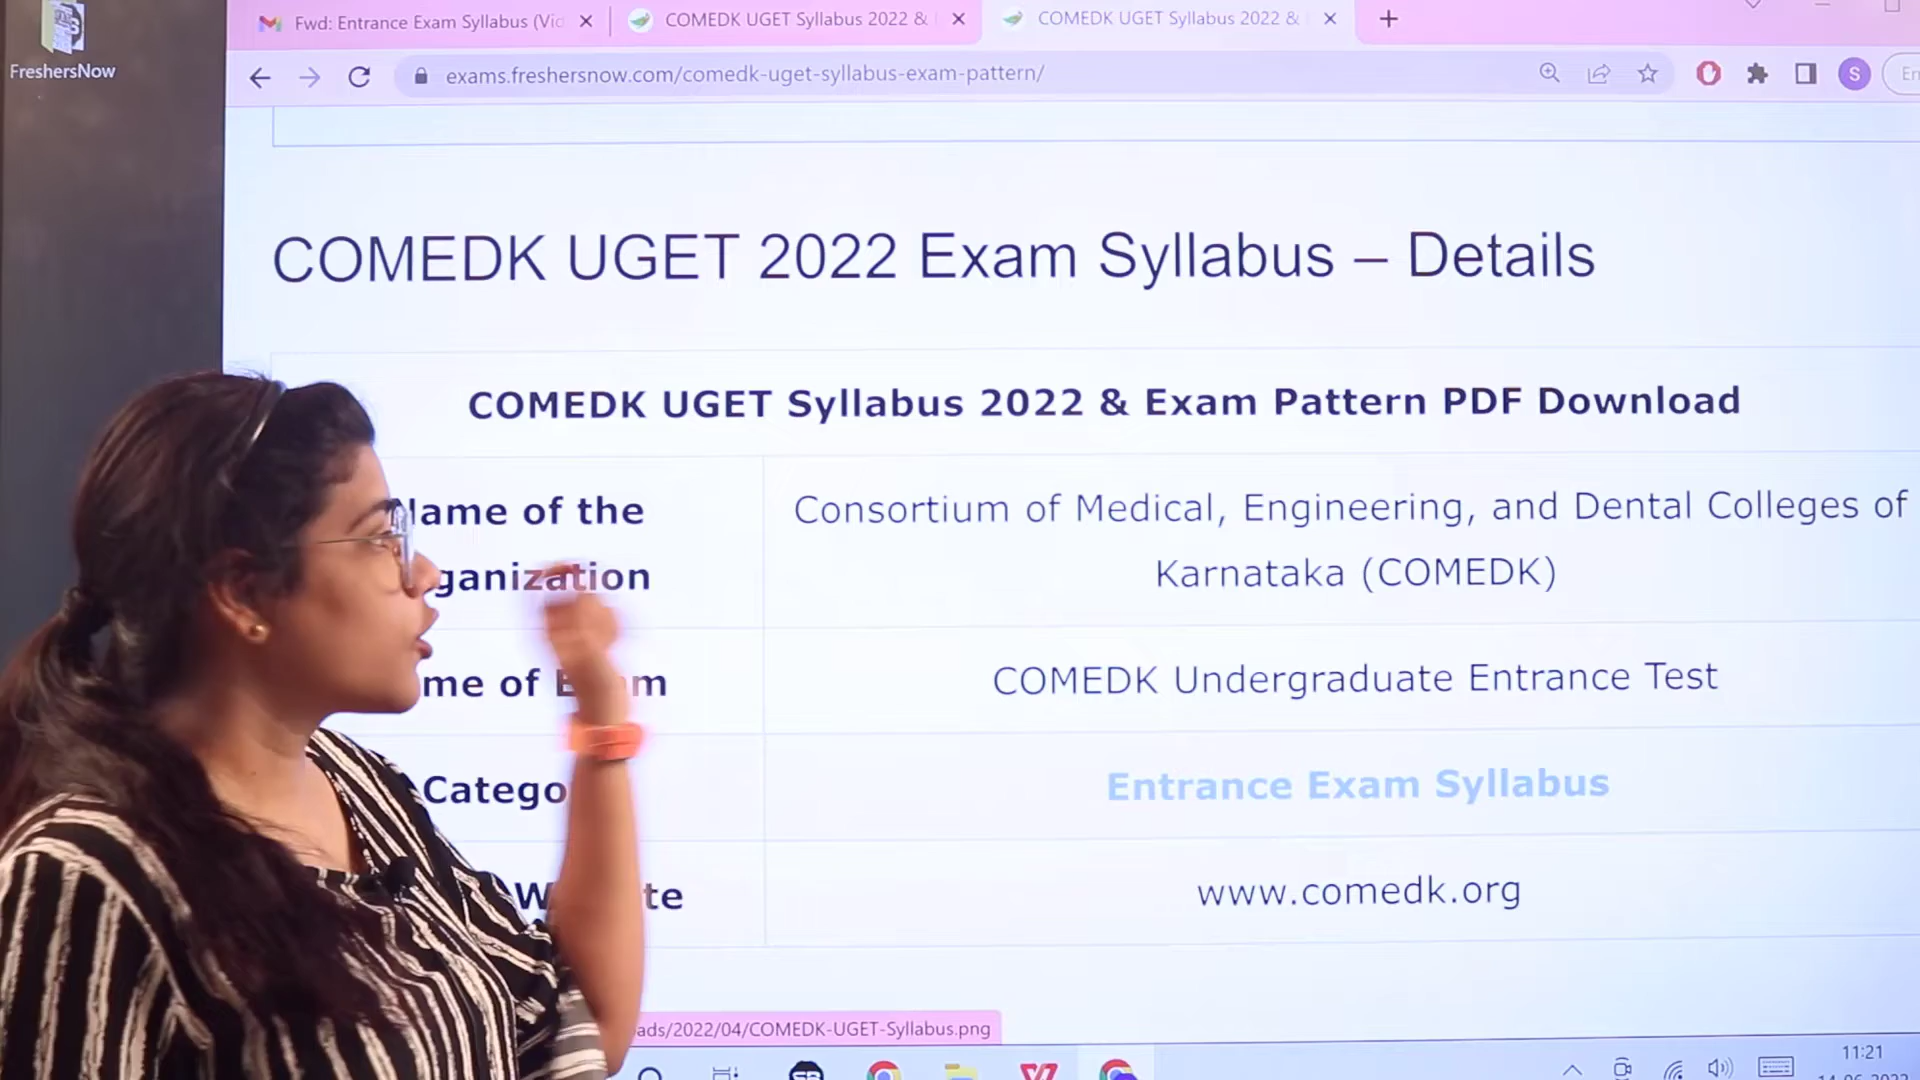 FreshersNow
Fwd: Entrance Exam Syllabus (Vid
COMEDK UGET Syllabus 2022 &
COMEDK UGET Syllabus 2022 &
exams.freshersnow.com/comedk-uget-syllabus-exam-pattern/
S
COMEDK UGET 2022 Exam Syllabus – Details
COMEDK UGET Syllabus 2022 & Exam Pattern PDF Download
Name of the
ganization
Consortium of Medical, Engineering, and Dental Colleges of
Karnataka (COMEDK)
me of E m
COMEDK Undergraduate Entrance Test
Catego
Entrance Exam Syllabus
W te
www.comedk.org
ads/2022/04/COMEDK-UGET-Syllabus.png
11:21